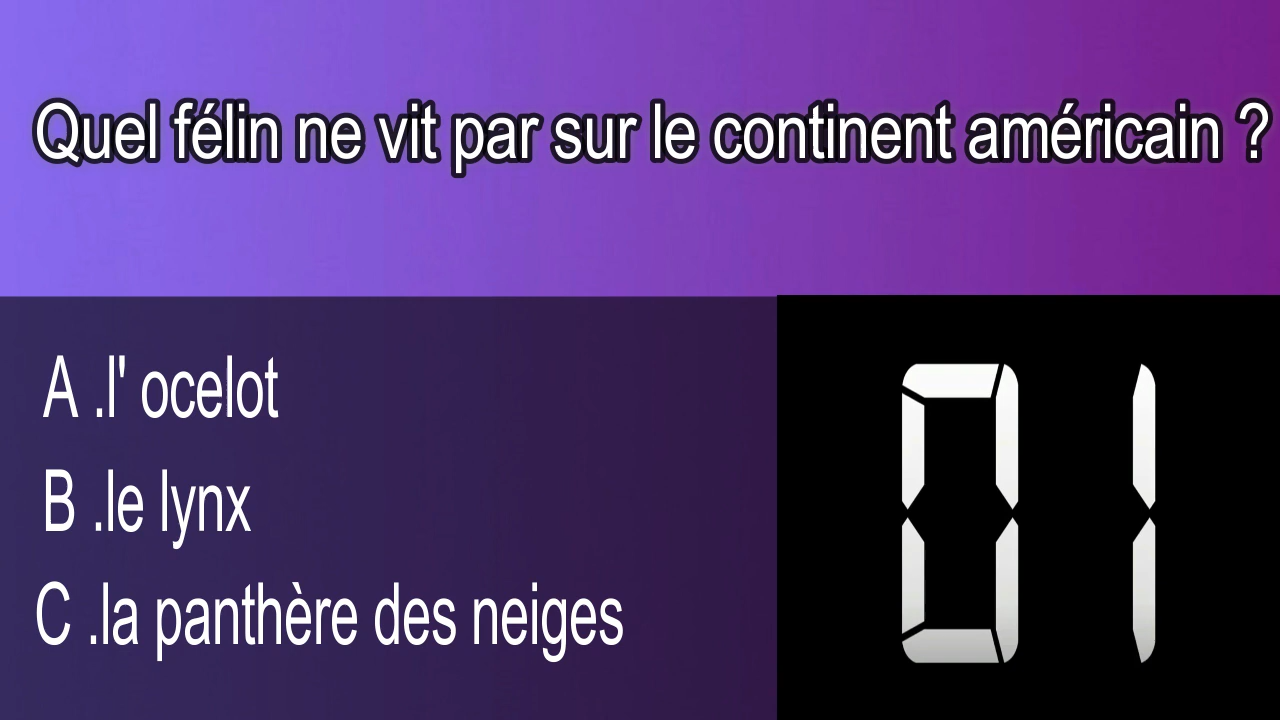 Quel félin ne vit par sur le continent américain ?
A .l' ocelot
B .le lynx
C .la panthère des neiges
01